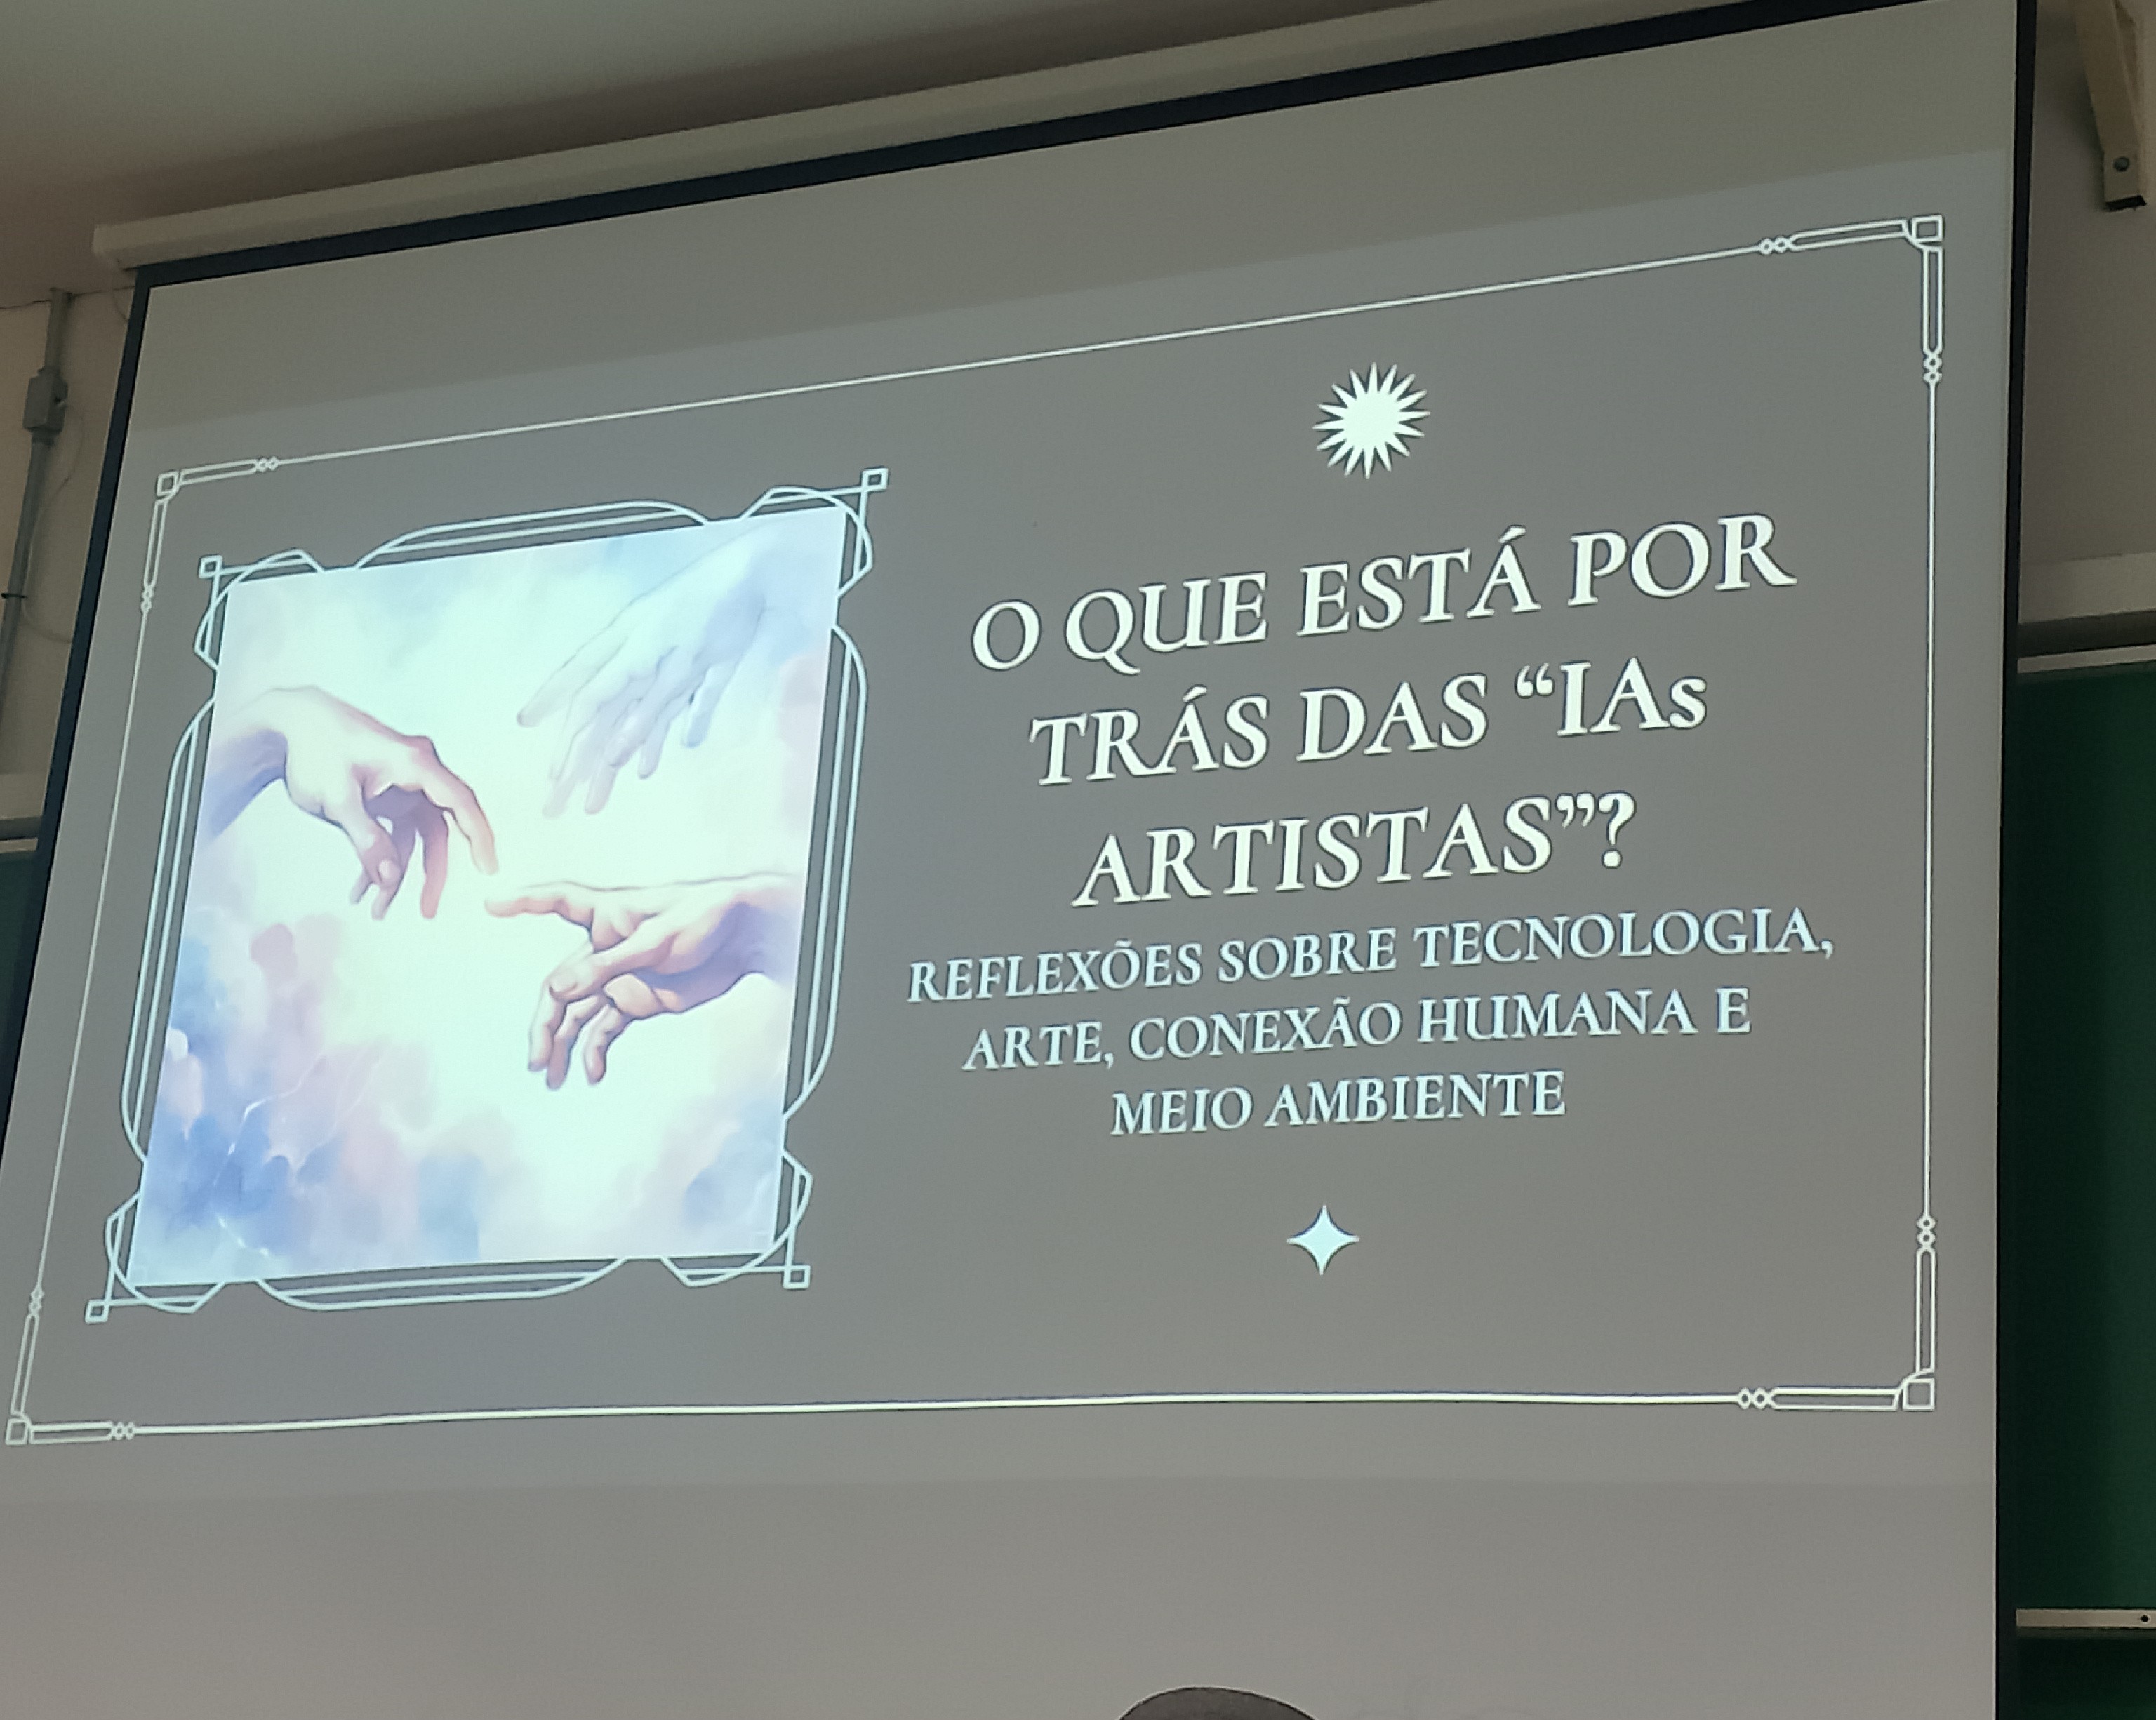 O QUE ESTÁ POR
TRÁS DAS “IAs
ARTISTAS”?
REFLEXÕES SOBRE TECNOLOGIA,
ARTE, CONEXÃO HUMANA E
MEIO AMBIENTE